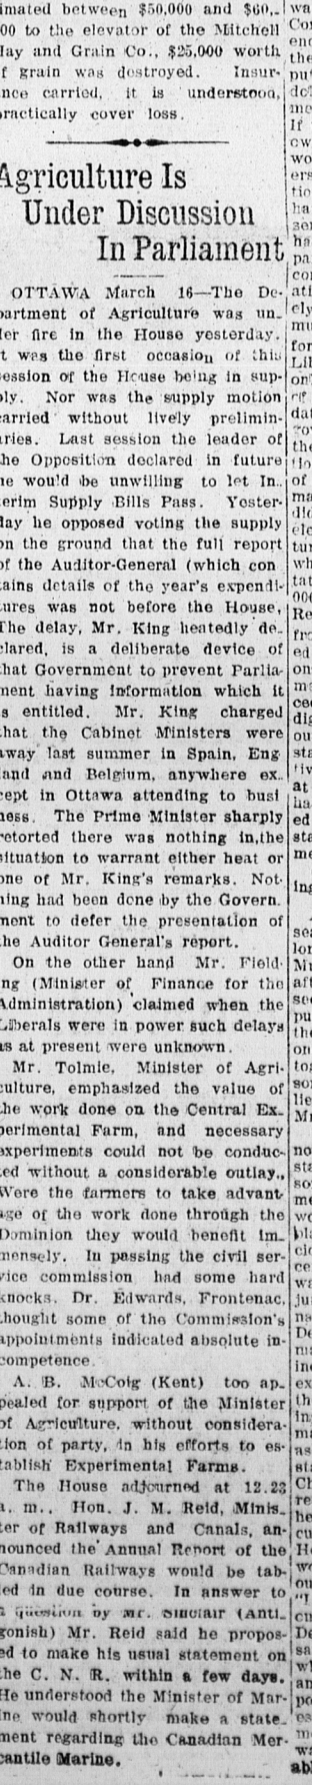 imated between $50,000 and $60,-
00 to the elevator of the Mitchell
Hay and Grain Co., $25,000 worth
f grain was destroyed. Insur-
nce carried, it is understood,
practically cover loss.
Agriculture Is
Under Discussion
In Parliament
OTTAWA March 16—The De-
partment of Agriculture was un-
der fire in the House yesterday.
t was the first occasion of this
session of the House being in sup-
ply. Nor was the supply motion
carried without lively prelimin-
aries. Last session the leader of
the Opposition declared in future
he would be unwilling to let In-
terim Supply Bills Pass. Yester-
day he opposed voting the supply
on the ground that the full report
of the Auditor-General (which con
tains details of the year's expendi-
tures was not before the House,
The delay, Mr. King heatedly de-
clared, is a deliberate device of
that Government to prevent Parlia-
ment having information which it
s entitled. Mr. King charged
that the Cabinet Ministers were
away last summer in Spain, Eng
land and Belgium, anywhere ex-
cept in Ottawa attending to busi
ness. The Prime Minister sharply
retorted there was nothing in the
situation to warrant either heat or
one of Mr. King's remarks. Not-
hing had been done by the Govern-
ment to defer the presentation of
the Auditor General's report.
On the other hand Mr. Field-
ng (Minister of Finance for the
Administration) claimed when the
Liberals were in power such delays
as at present were unknown.
Mr. Tolmie, Minister of Agri-
culture, emphasized the value of
the work done on the Central Ex-
perimental Farm, and necessary
experiments could not be conduc-
ted without a considerable outlay.,
Were the farmers to take advant-
age of the work done through the
Dominion they would benefit im-
mensely. In passing the civil ser-
vice commission had some hard
knocks. Dr. Edwards, Frontenac,
thought some of the Commission's
appointments indicated absolute in-
competence.
A. B. McCoig (Kent) too ap-
pealed for support of the Minister
of Agriculture, without considera-
tion of party, in his efforts to es-
tablish Experimental Farms.
The House adjourned at 12.23
a. m., Hon. J. M. Reid, Minis-
ter of Railways and Canals, an-
nounced the Annual Report of the
Canadian Railways would be tab-
led in due course. In answer to
a question by Mr. Sinclair (Anti-
gonish) Mr. Reid said he propos-
ed to make his usual statement on
the C. N. R. within a few days.
He understood the Minister of Mar-
ine would shortly make a state-
ment regarding the Canadian Mer-
cantile Marine.